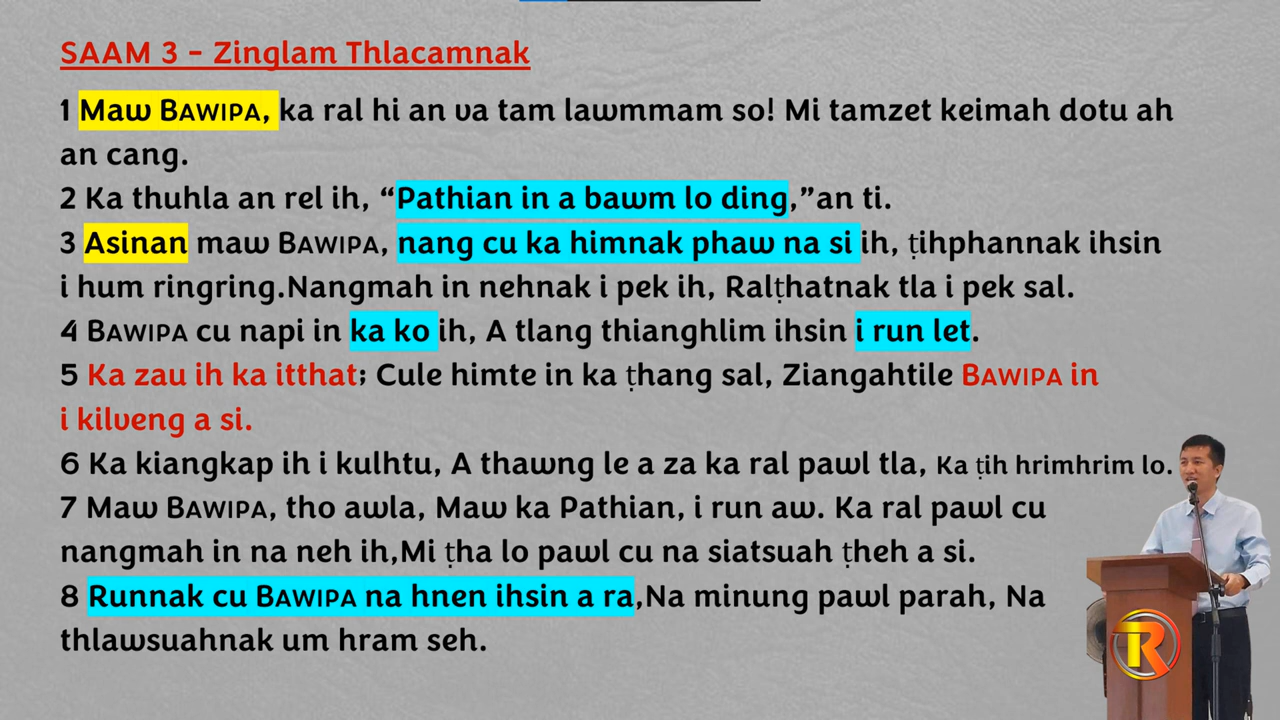 SAAM 3 - Zinglam Thlacamnak
1 Maw BAWIPA, ka ral hi an va tam lawmmam so! Mi tamzet keimah dotu ah
an cang.
2 Ka thuhla an rel ih, “Pathian in a bawm lo ding,”an ti.
3 Asinan maw BAWIPA, nang cu ka himnak phaw na si ih, ṭihphannak ihsin
i hum ringring.Nangmah in nehnak i pek ih, Ralṭhatnak tla i pek sal.
4 BAWIPA cu napi in ka ko ih, A tlang thianghlim ihsin i run let.
5 Ka zau ih ka itthat; Cule himte in ka ṭhang sal, Ziangahtile BAWIPA in
i kilveng a si.
6 Ka kiangkap ih i kulhtu, A thawng le a za ka ral pawl tla, Ka ṭih hrimhrim lo.
7 Maw BAWIPA, tho awla, Maw ka Pathian, i run aw. Ka ral pawl cu
nangmah in na neh ih,Mi ṭha lo pawl cu na siatsuah ṭheh a si.
8 Runnak cu BAWIPA na hnen ihsin a ra,Na minung pawl parah, Na
thlawsuahnak um hram seh.
TR